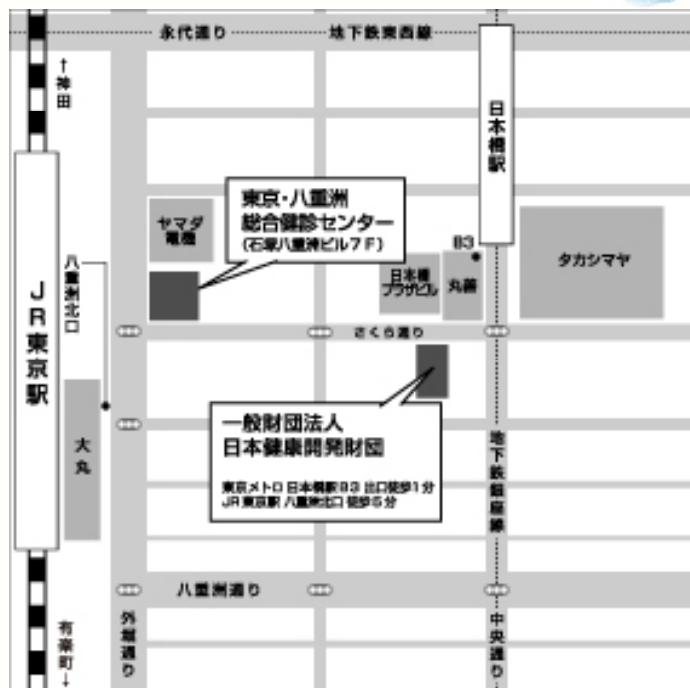 永代通り
地下鉄東西線
↑神田
日本橋駅
東京・八重洲
総合健診センター
(石塚八重洲ビル7F)
ヤマダ
電機
B3
タカシマヤ
日本橋
プラザビル
丸善
八重洲北口
JR東京駅
さくら通り
大丸
一般財団法人
日本健康開発財団
東京メトロ 日本橋駅B3 出口徒歩1分
JR東京駅 八重洲北口 徒歩5分
地下鉄銀座線
八重洲通り
外堀通り
中央通り
有楽町↓